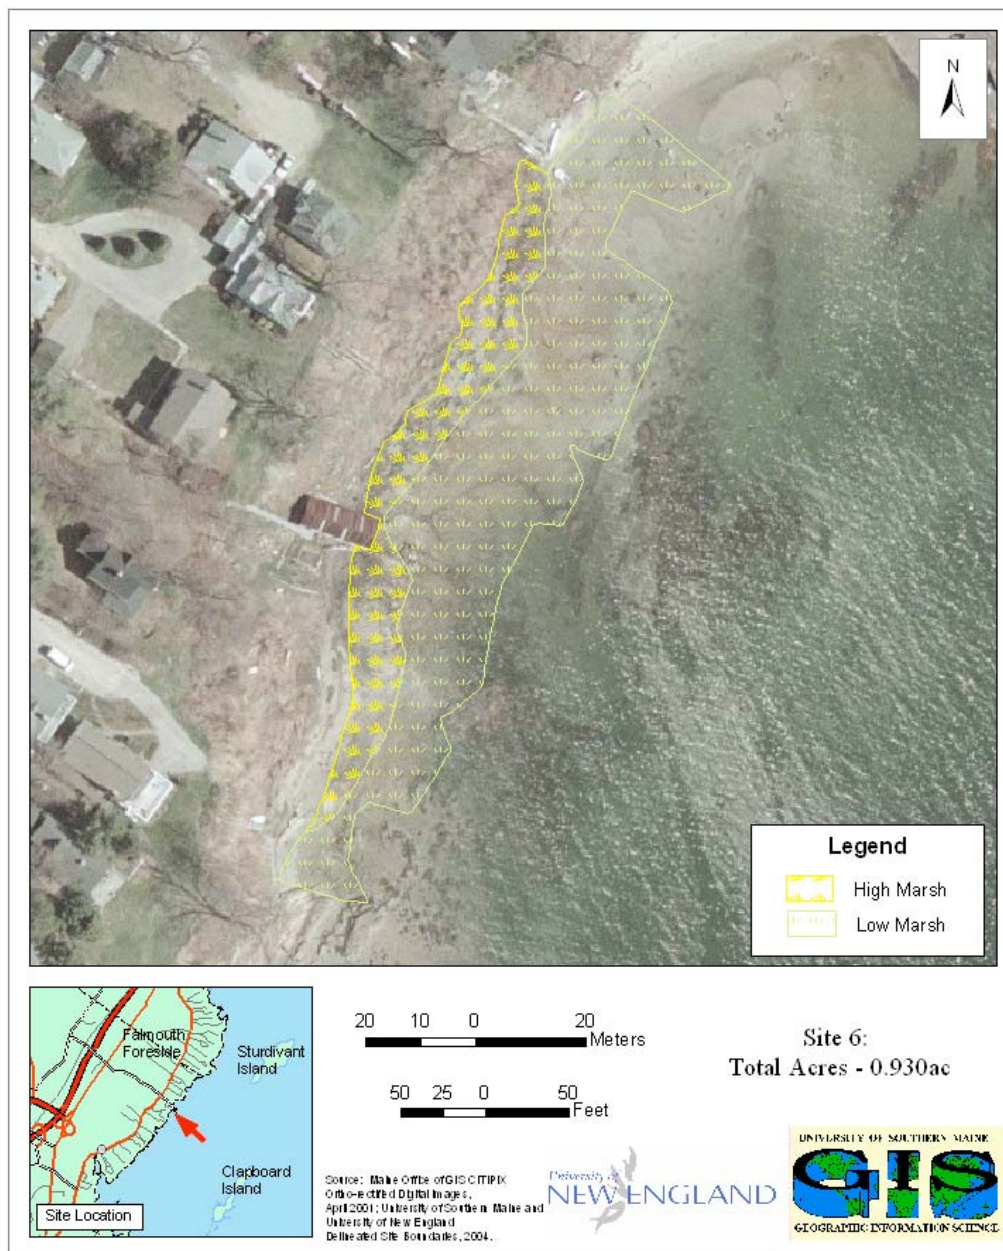 N
Legend
High Marsh
Low Marsh
Falmouth
Foreside
Sturdivant
Island
Clapboard
Island
Site Location
20 10 0 20
Meters
50 25 0 50
Feet
Site 6:
Total Acres - 0.930ac
Source: Maine Office of GIS CITIPIX
Ortho-rectified Digital Images,
April 2001; University of Southern Maine and
University of New England
Delineated Site Boundaries, 2004.
University of
NEW ENGLAND
UNIVERSITY OF SOUTHERN MAINE
GIS
GEOGRAPHIC INFORMATION SCIENCE